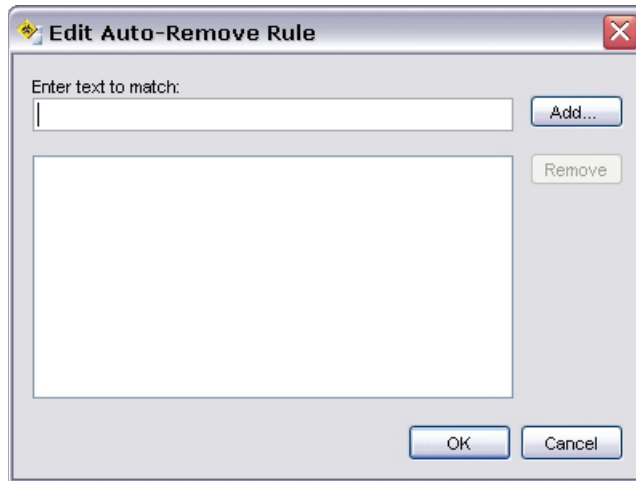 Edit Auto-Remove Rule
Enter text to match:
Add...
Remove
OK
Cancel